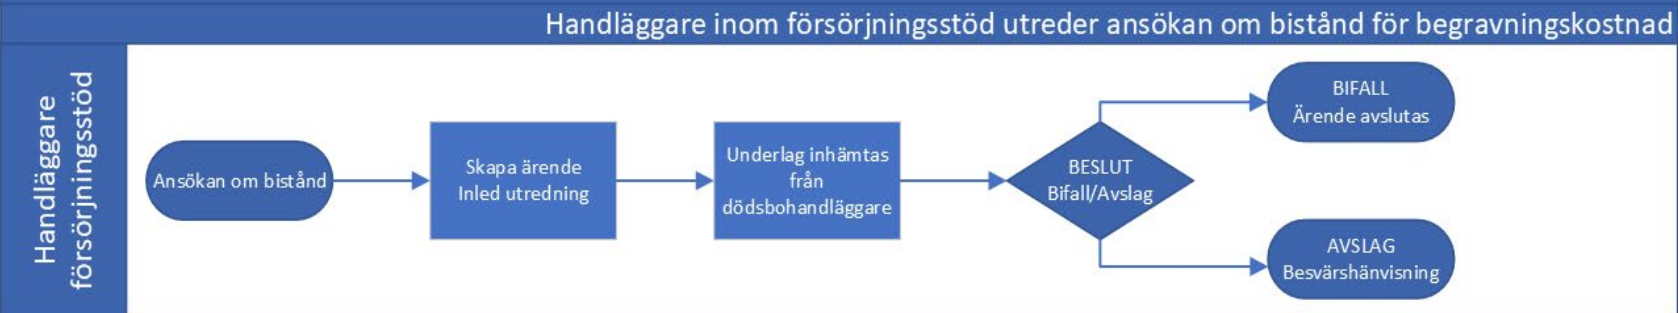 Handläggare inom försörjningsstöd utreder ansökan om bistånd för begravningskostnad
Handläggare
försörjningsstöd
Ansökan om bistånd
Skapa ärende
Inled utredning
Underlag inhämtas
från
dödsbohandläggare
BESLUT
Bifall/Avslag
BIFALL
Ärende avslutas
AVSLAG
Besvärshänvisning